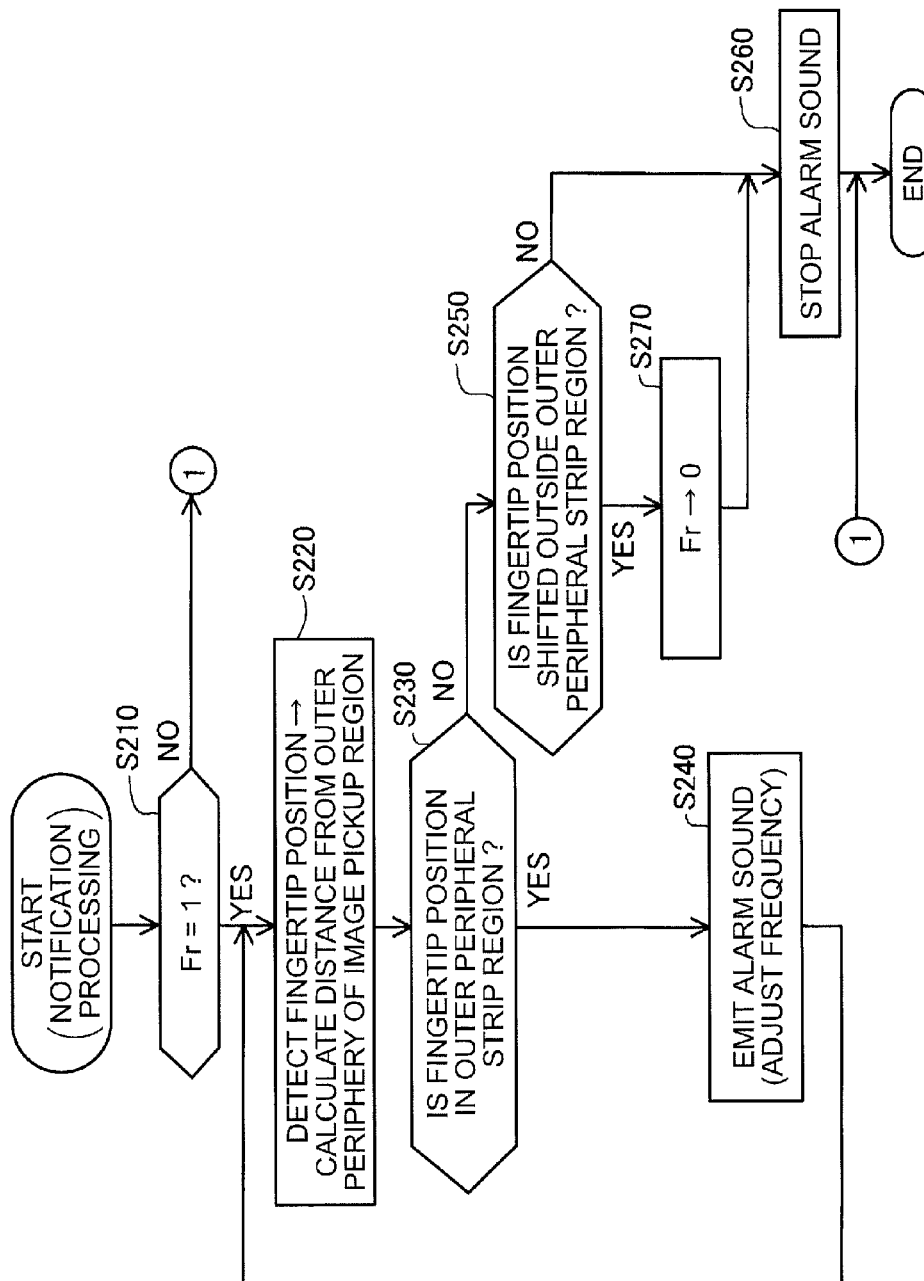 START
(NOTIFICATION
PROCESSING)
S210
Fr = 1 ?
NO
1
YES
S220
DETECT FINGERTIP POSITION →
CALCULATE DISTANCE FROM OUTER
PERIPHERY OF IMAGE PICKUP REGION
S230
IS FINGERTIP POSITION
IN OUTER PERIPHERAL
STRIP REGION ?
NO
YES
S240
EMIT ALARM SOUND
(ADJUST FREQUENCY)
S250
IS FINGERTIP POSITION
SHIFTED OUTSIDE OUTER
PERIPHERAL STRIP REGION ?
NO
YES
S270
Fr → 0
S260
STOP ALARM SOUND
1
END